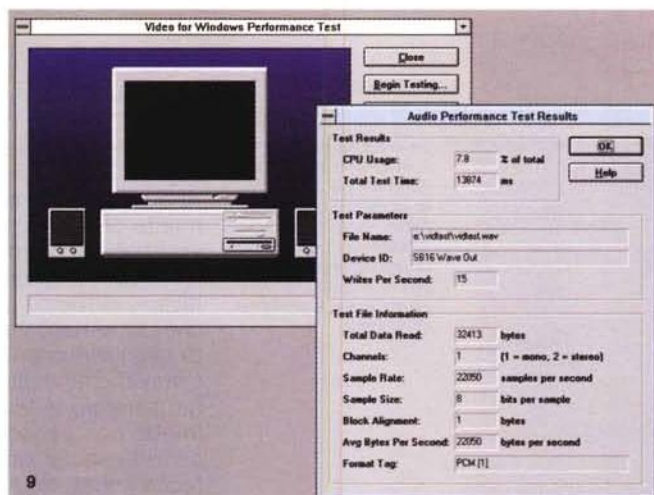 Video for Windows Performance Test
Close
Begin Testing...
Audio Performance Test Results
Test Results
CPU Usage: 7.8 % of total
Total Test Time: 13874 ms
OK
Help
Test Parameters
File Name: e:\vidtest\vidtest.wav
Device ID: SB16 Wave Out
Writes Per Second: 15
Test File Information
Total Data Read: 32413 bytes
Channels: 1 (1 = mono, 2 = stereo)
Sample Rate: 22050 samples per second
Sample Size: 8 bits per sample
Block Alignment: 1 bytes
Avg Bytes Per Second: 22050 bytes per second
Format Tag: PCM [1]
9